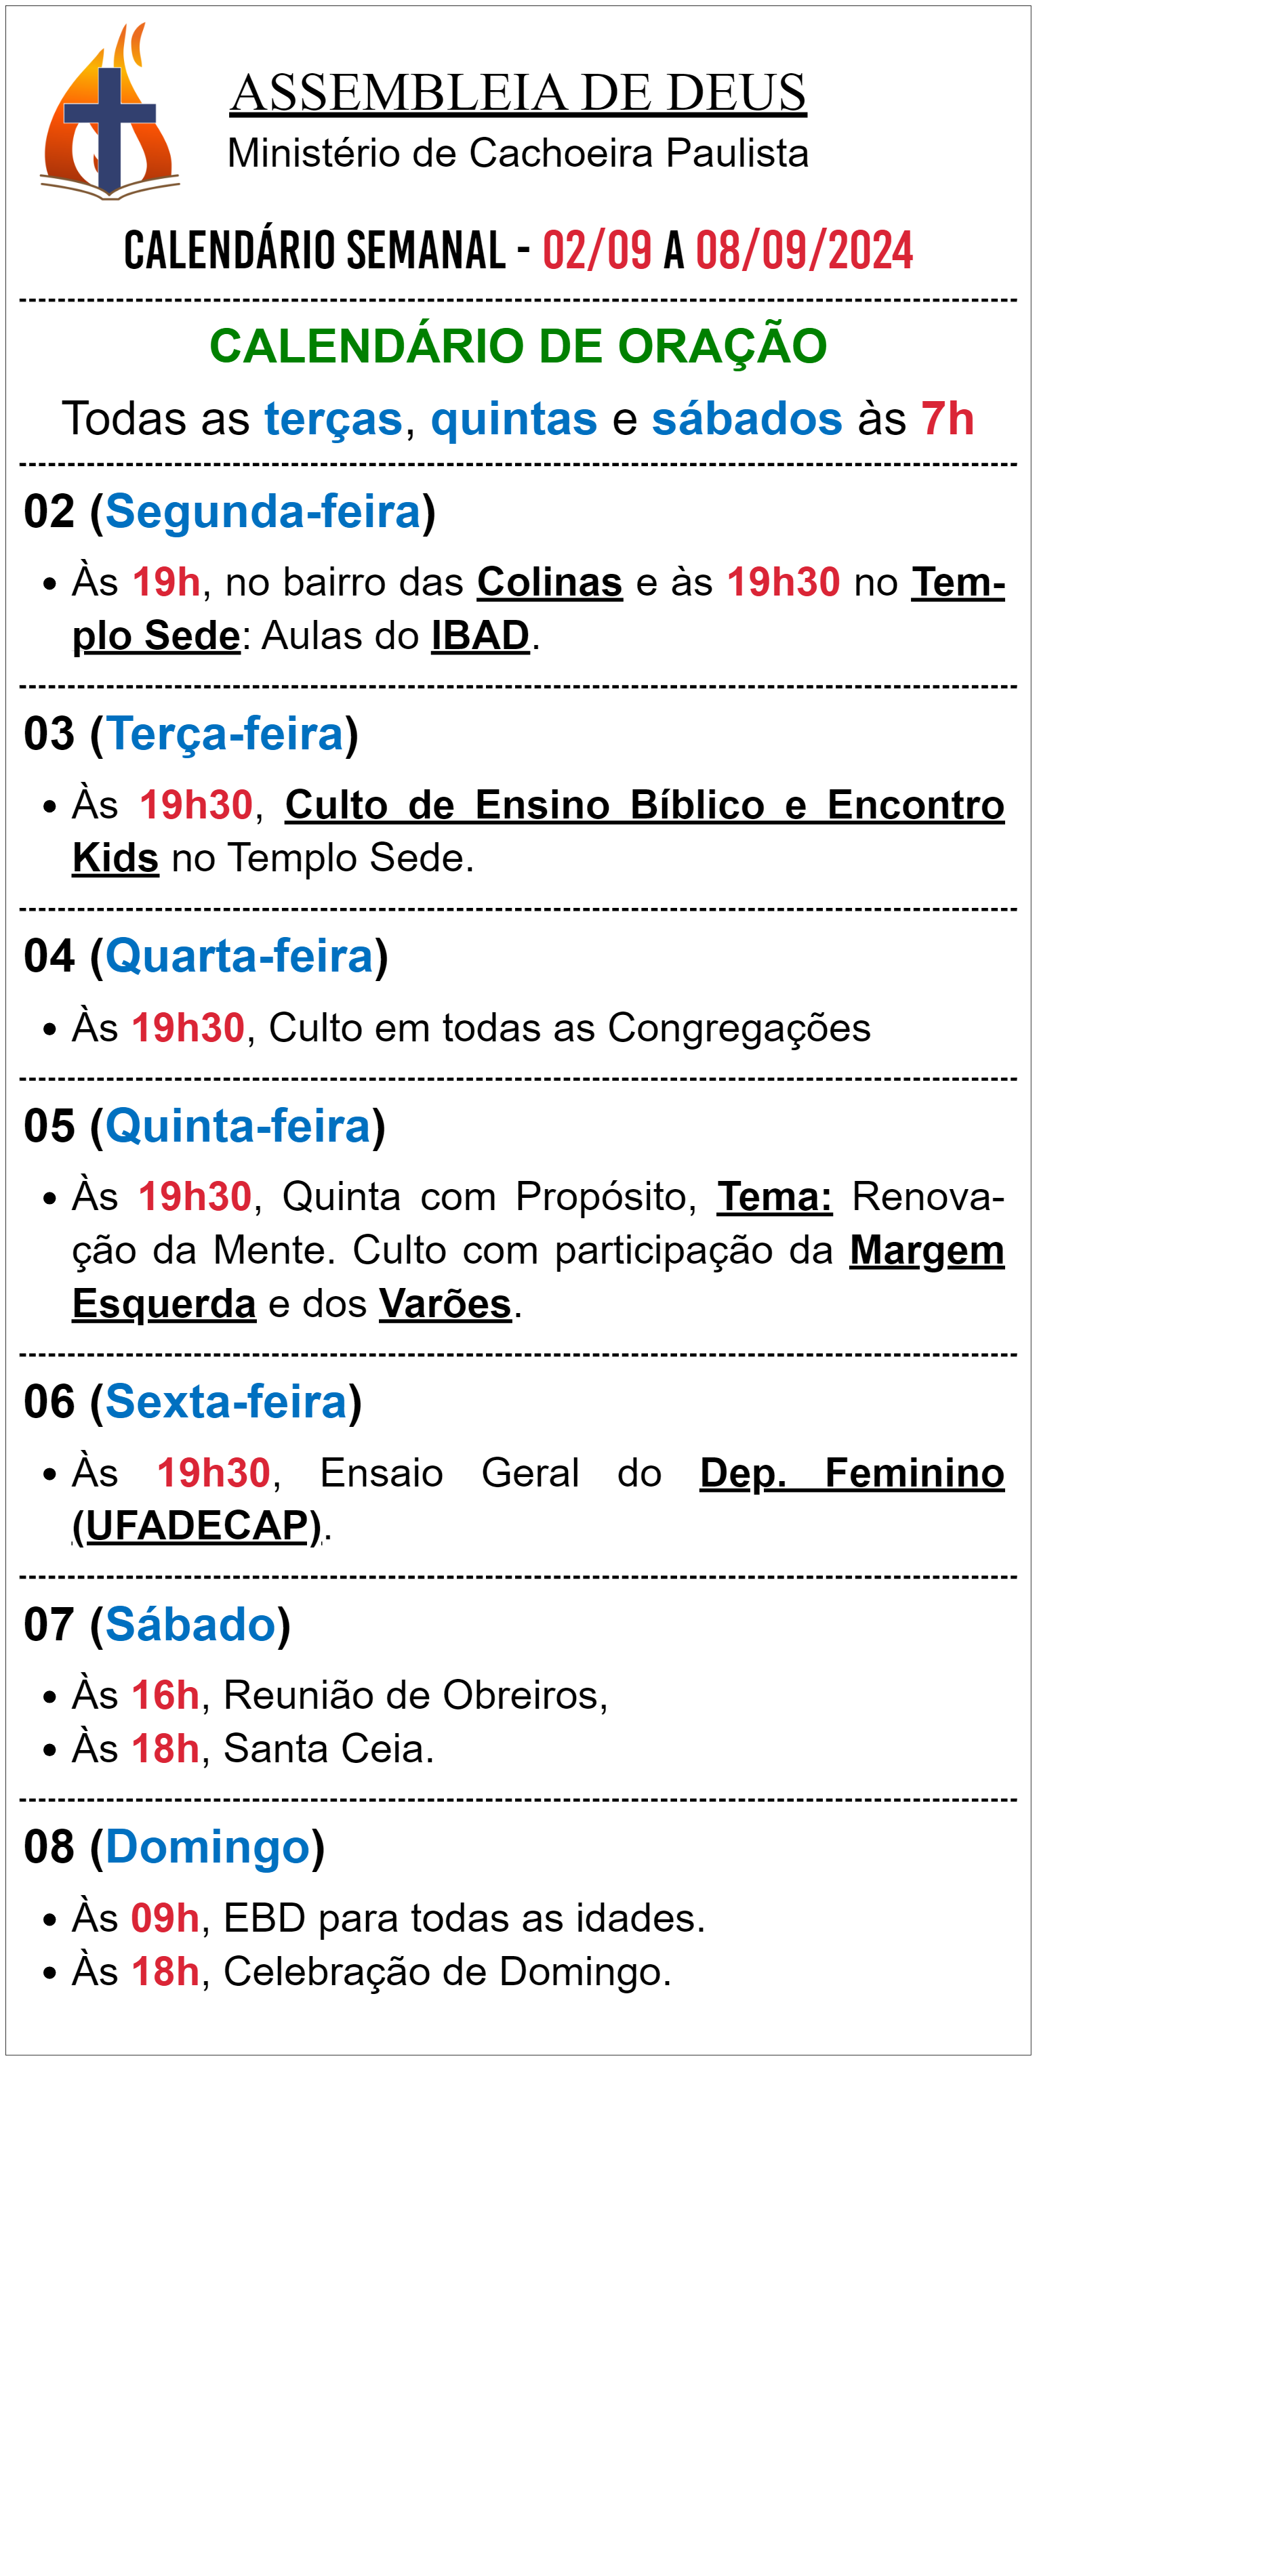 ASSEMBLEIA DE DEUS
Ministério de Cachoeira Paulista
CALENDÁRIO SEMANAL - 02/09 A 08/09/2024
CALENDÁRIO DE ORAÇÃO
Todas as terças, quintas e sábados às 7h
02 (Segunda-feira)
• Às 19h, no bairro das Colinas e às 19h30 no Tem-
plo Sede: Aulas do IBAD.
03 (Terça-feira)
• Às 19h30, Culto de Ensino Bíblico e Encontro
Kids no Templo Sede.
04 (Quarta-feira)
• Às 19h30, Culto em todas as Congregações
05 (Quinta-feira)
• Às 19h30, Quinta com Propósito, Tema: Renova-
ção da Mente. Culto com participação da Margem
Esquerda e dos Varões.
06 (Sexta-feira)
• Às 19h30, Ensaio Geral do Dep. Feminino
(UFADECAP).
07 (Sábado)
• Às 16h, Reunião de Obreiros,
• Às 18h, Santa Ceia.
08 (Domingo)
• Às 09h, EBD para todas as idades.
• Às 18h, Celebração de Domingo.